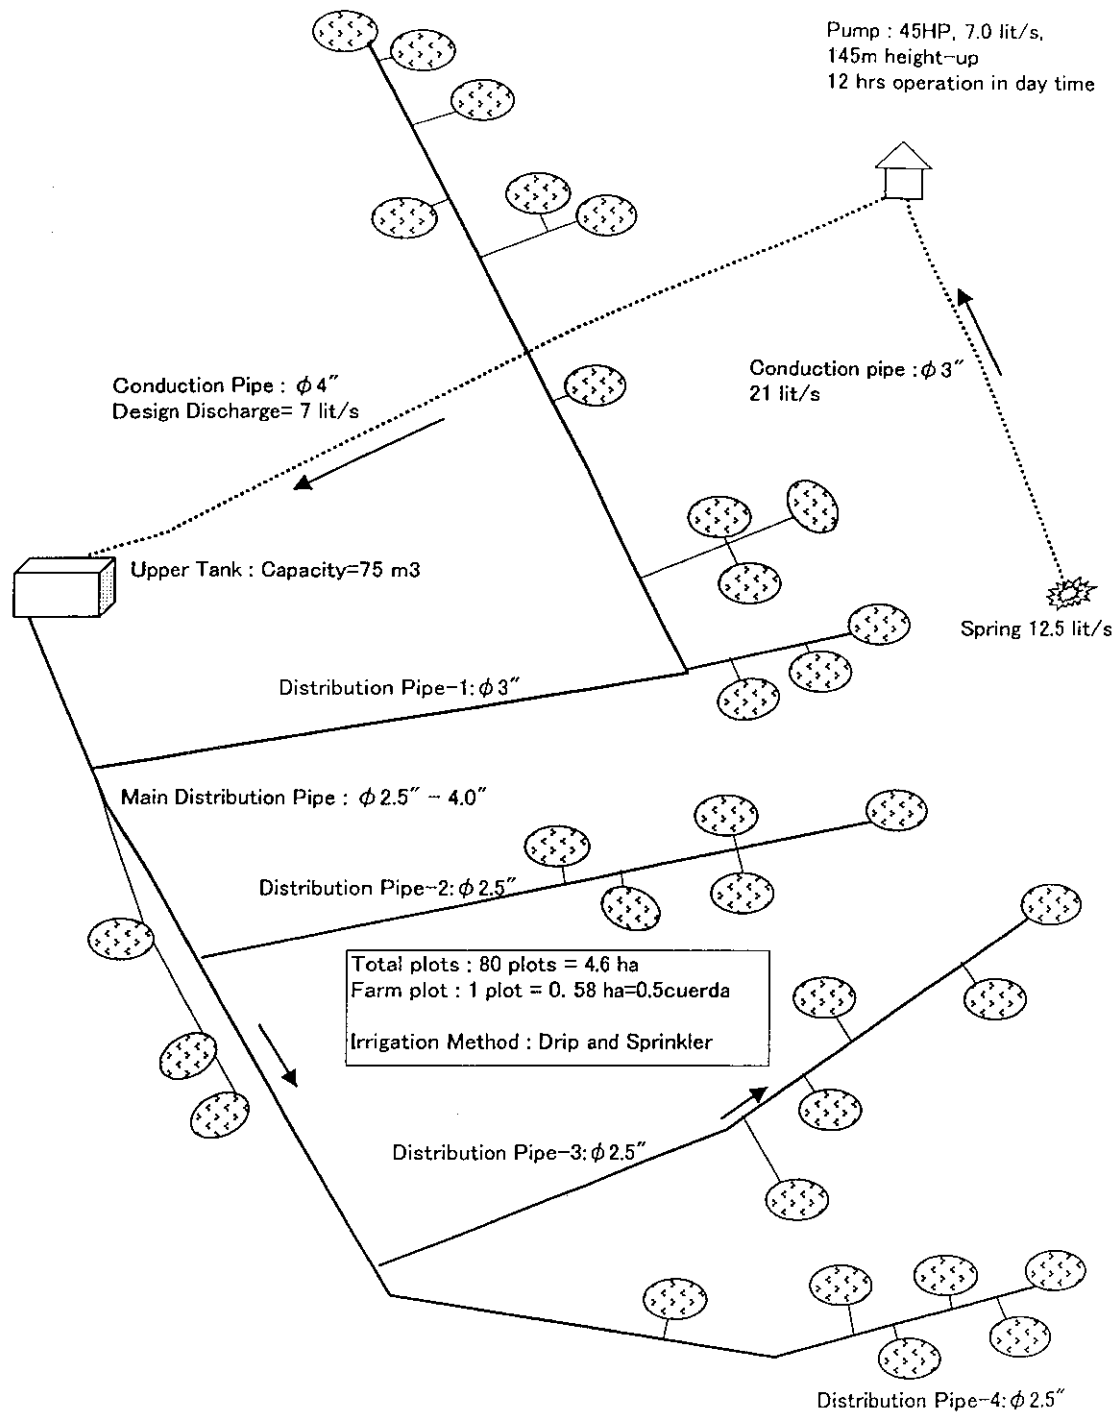 Pump : 45HP, 7.0 lit/s,
145m height-up
12 hrs operation in day time
Conduction Pipe : ϕ 4″
Design Discharge= 7 lit/s
Conduction pipe : ϕ 3″
21 lit/s
Upper Tank : Capacity=75 m3
Spring 12.5 lit/s
Distribution Pipe-1: ϕ 3″
Main Distribution Pipe : ϕ 2.5″ - 4.0″
Distribution Pipe-2: ϕ 2.5″
Total plots : 80 plots = 4.6 ha
Farm plot : 1 plot = 0. 58 ha=0.5cuerda
Irrigation Method : Drip and Sprinkler
Distribution Pipe-3: ϕ 2.5″
Distribution Pipe-4: ϕ 2.5″